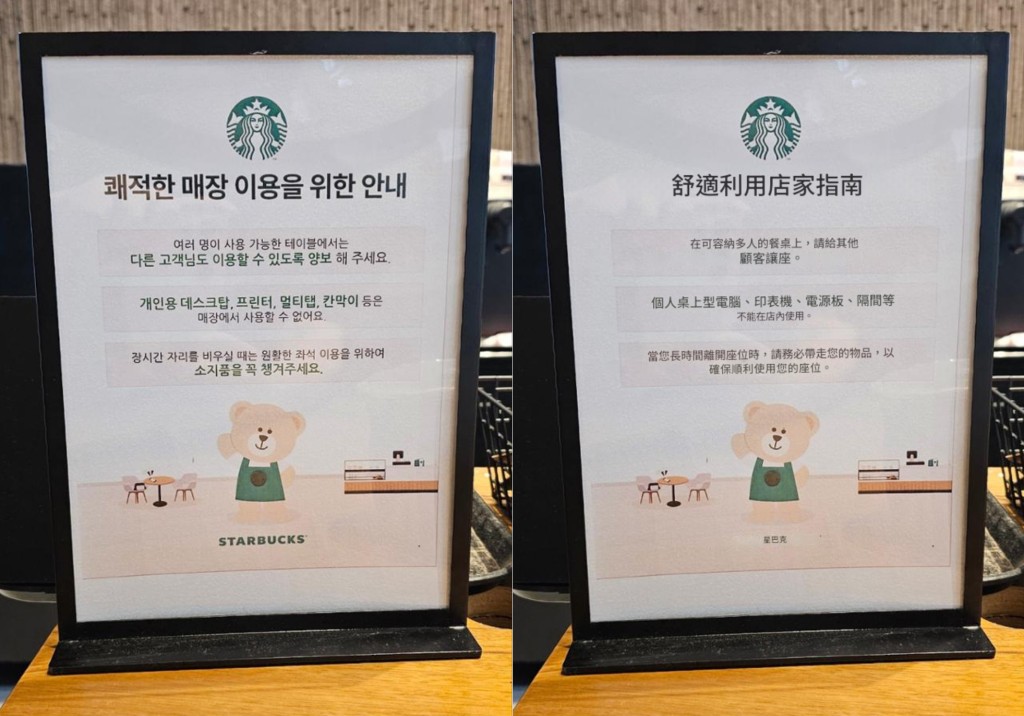 쾌적한 매장 이용을 위한 안내
여러 명이 사용 가능한 테이블에서는
다른 고객님도 이용할 수 있도록 양보 해 주세요.
개인용 데스크탑, 프린터, 멀티탭, 칸막이 등은
매장에서 사용할 수 없어요.
장시간 자리를 비우실 때는 원활한 좌석 이용을 위하여
소지품을 꼭 챙겨주세요.
STARBUCKS
舒適利用店家指南
在可容納多人的餐桌上，請給其他
顧客讓座。
個人桌上型電腦、印表機、電源板、隔間等
不能在店內使用。
當您長時間離開座位時，請務必帶走您的物品，以
確保順利使用您的座位。
星巴克